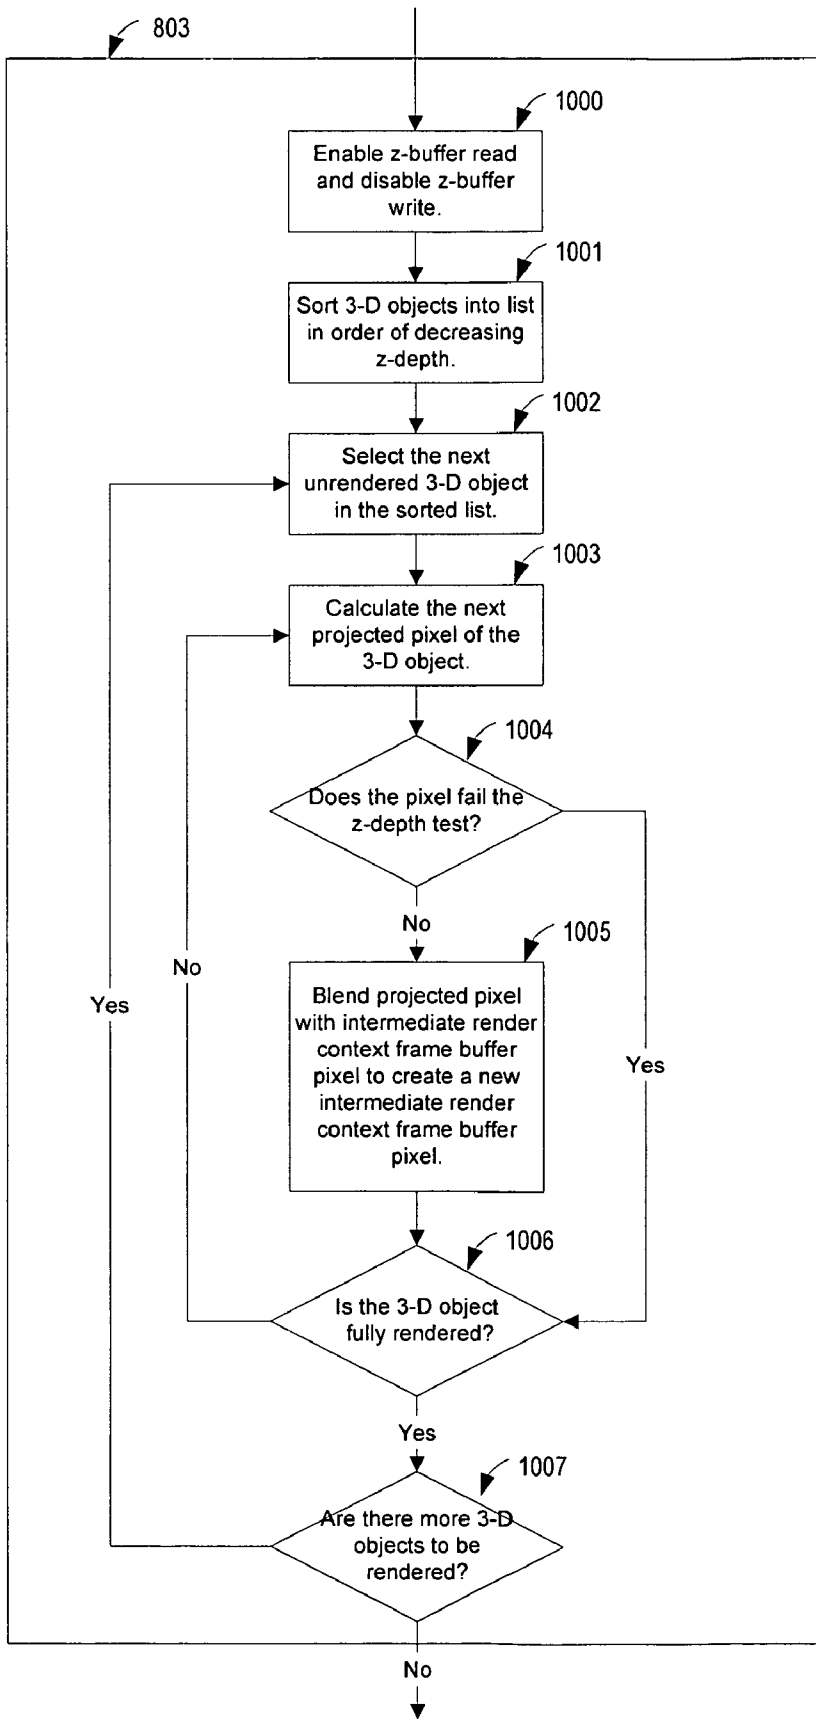 803
1000
Enable z-buffer read
and disable z-buffer
write.
1001
Sort 3-D objects into list
in order of decreasing
z-depth.
1002
Select the next
unrendered 3-D object
in the sorted list.
1003
Calculate the next
projected pixel of the
3-D object.
1004
Does the pixel fail the
z-depth test?
No
1005
No
Blend projected pixel
with intermediate render
context frame buffer
pixel to create a new
intermediate render
context frame buffer
pixel.
Yes
Yes
1006
Is the 3-D object
fully rendered?
Yes
1007
Are there more 3-D
objects to be
rendered?
No